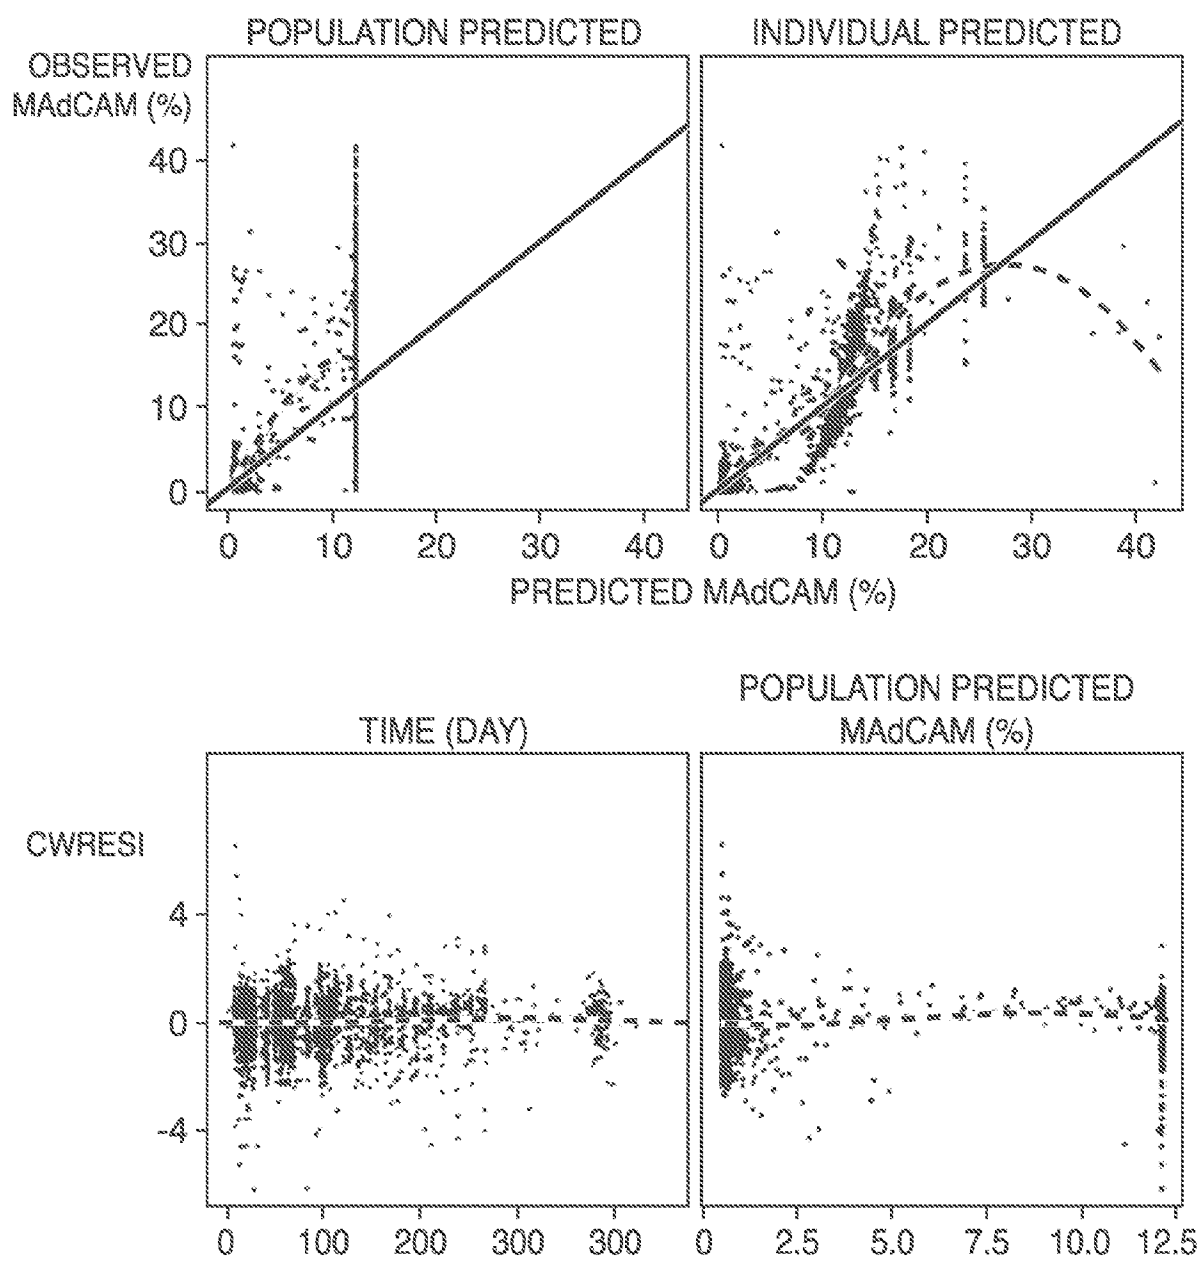 POPULATION PREDICTED
INDIVIDUAL PREDICTED
OBSERVED
MAdCAM (%)
40
30
20
10
0
0 10 20 30 40
0 10 20 30 40
PREDICTED MAdCAM (%)
TIME (DAY)
POPULATION PREDICTED
MAdCAM (%)
CWRESI
4
0
-4
0 100 200 300 300
0 2.5 5.0 7.5 10.0 12.5